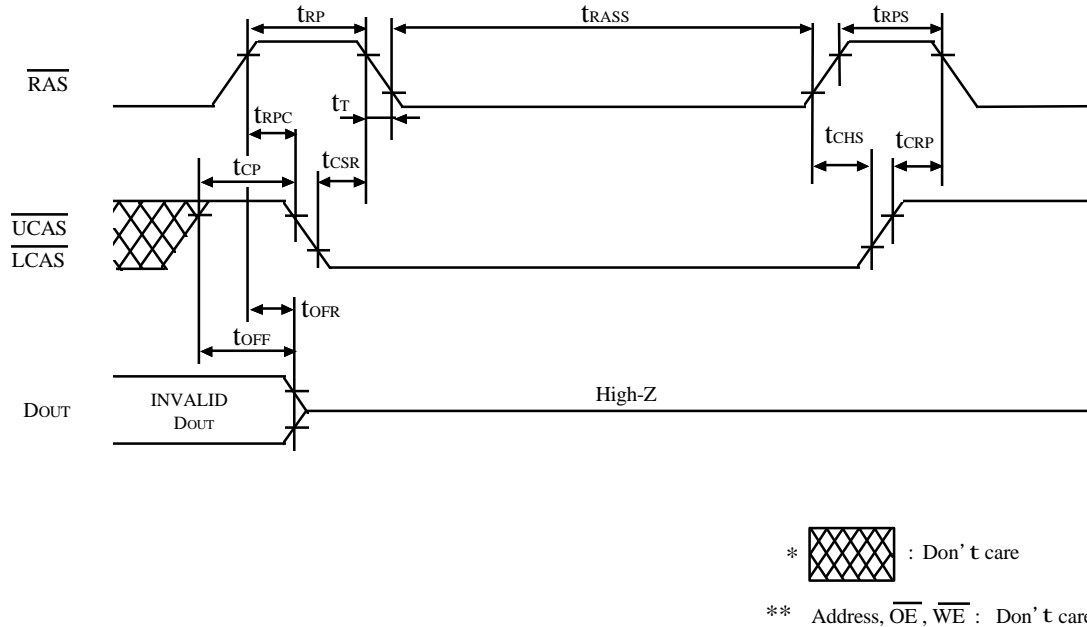 tRP
tRASS
tRPS
RAS
tT
tRPC
tCHS
tCRP
tCP
tCSR
UCAS
LCAS
tOFR
tOFF
DOUT
INVALID
DOUT
High-Z
* : Don't care
** Address, OE, WE : Don't care